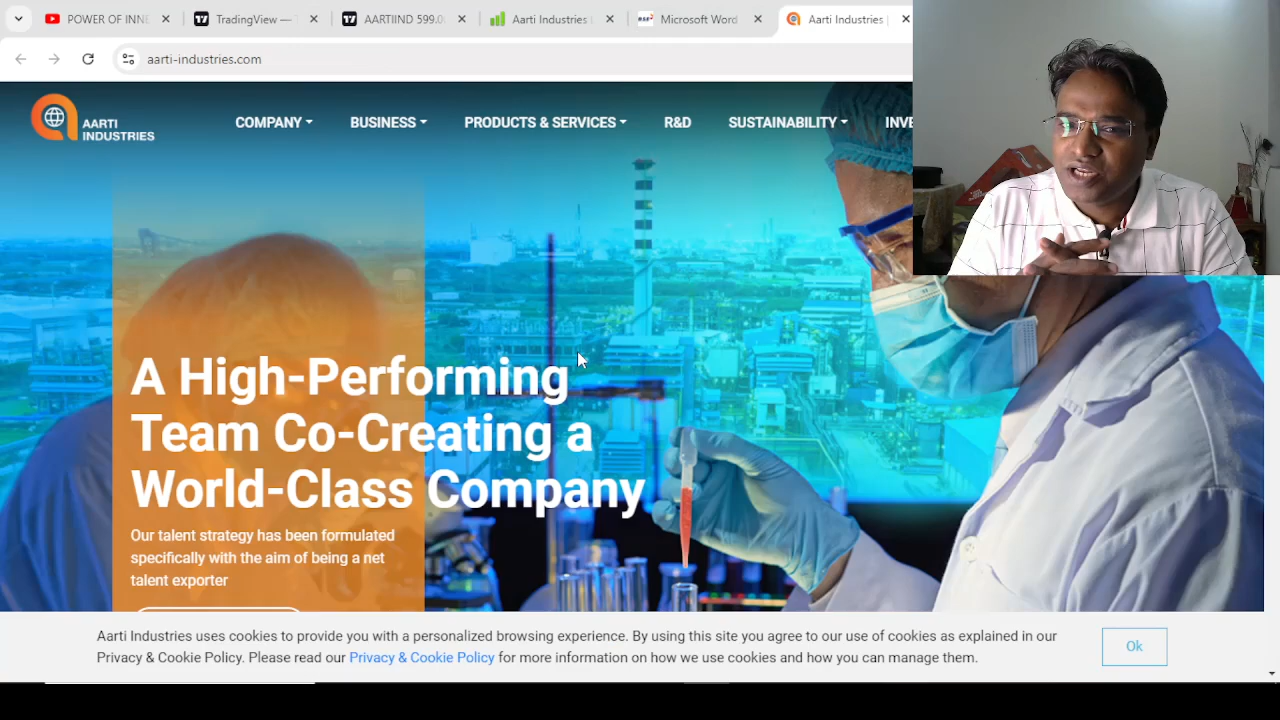 POWER OF INNE
TradingView — T
AARTIIND 599.0
Aarti Industries L
Microsoft Word
Aarti Industries |
aarti-industries.com
AARTI
INDUSTRIES
COMPANY
BUSINESS
PRODUCTS & SERVICES
R&D
SUSTAINABILITY
INVE
A High-Performing
Team Co-Creating a
World-Class Company
Our talent strategy has been formulated
specifically with the aim of being a net
talent exporter
Aarti Industries uses cookies to provide you with a personalized browsing experience. By using this site you agree to our use of cookies as explained in our
Privacy & Cookie Policy. Please read our Privacy & Cookie Policy for more information on how we use cookies and how you can manage them.
Ok